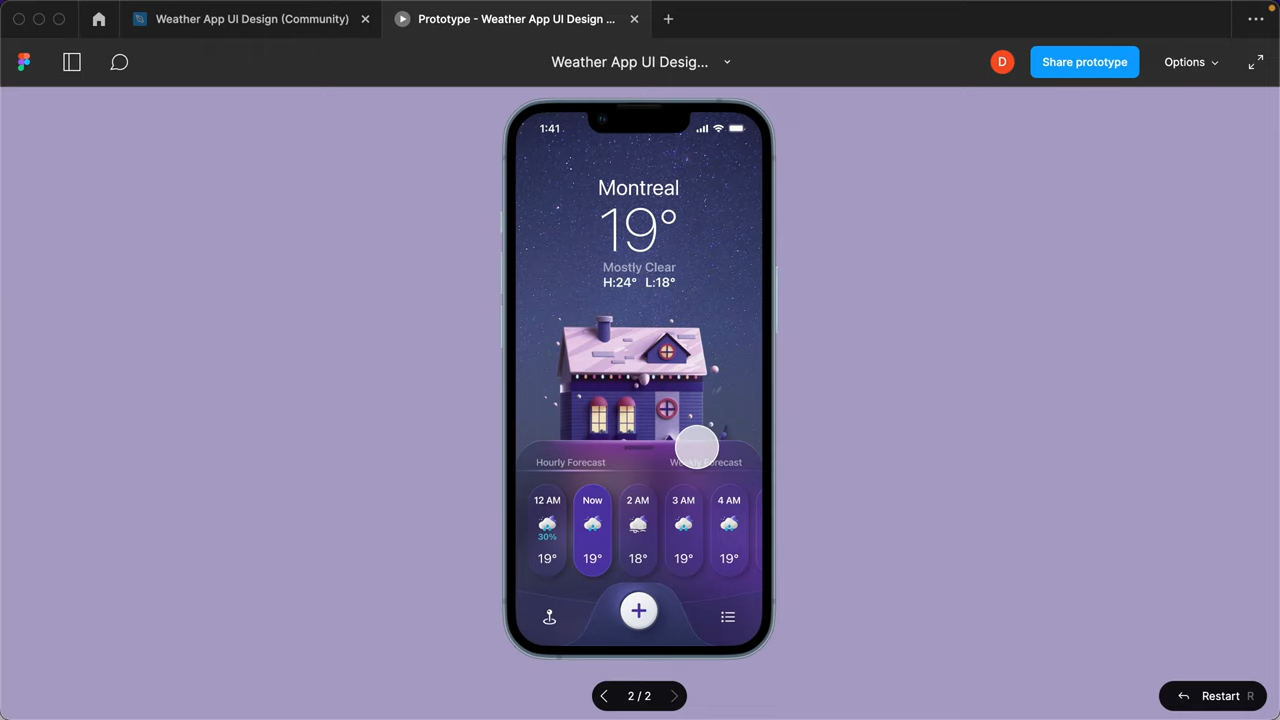 Weather App UI Design (Community)
Prototype - Weather App UI Design ...
Weather App UI Desig...
D
Share prototype
Options
1:41
Montreal
19°
Mostly Clear
H:24° L:18°
Hourly Forecast
Weekly Forecast
12 AM
Now
2 AM
3 AM
4 AM
30%
19°
19°
18°
19°
19°
2 / 2
Restart R